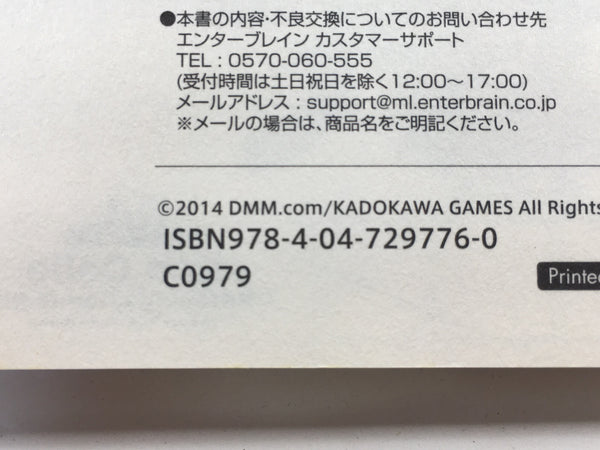 ●本書の内容・不良交換についてのお問い合わせ先
エンターブレイン カスタマーサポート
TEL : 0570-060-555
(受付時間は土日祝日を除く12:00〜17:00)
メールアドレス : support@ml.enterbrain.co.jp
※メールの場合は、商品名をご明記ください。
©2014 DMM.com/KADOKAWA GAMES All Rights
ISBN978-4-04-729776-0
C0979
Printed